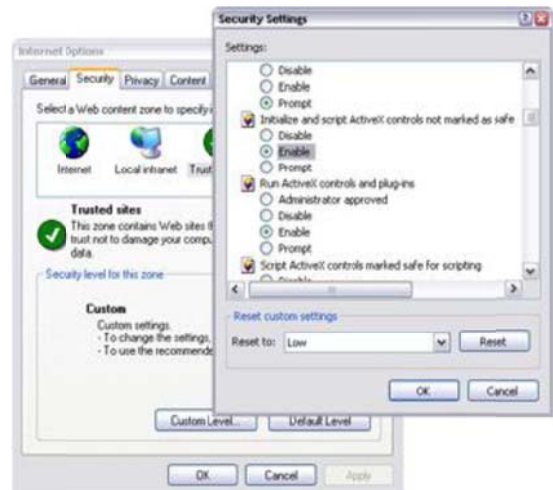 Security Settings
Settings:
Disable
Enable
Prompt
Initialize and script ActiveX controls not marked as safe
Disable
Enable
Prompt
Run ActiveX controls and plug-ins
Administrator approved
Disable
Enable
Prompt
Script ActiveX controls marked safe for scripting
Reset custom settings
Reset to: Low
Reset
OK Cancel
Internet Options
General Security Privacy Content
Select a Web content zone to specify
Internet Local intranet Trust
Trusted sites
This zone contains Web sites
trust not to damage your
data.
Security level for this zone
Custom
Custom settings.
- To change the settings,
- To use the
Custom Level... Default Level
OK Cancel Apply